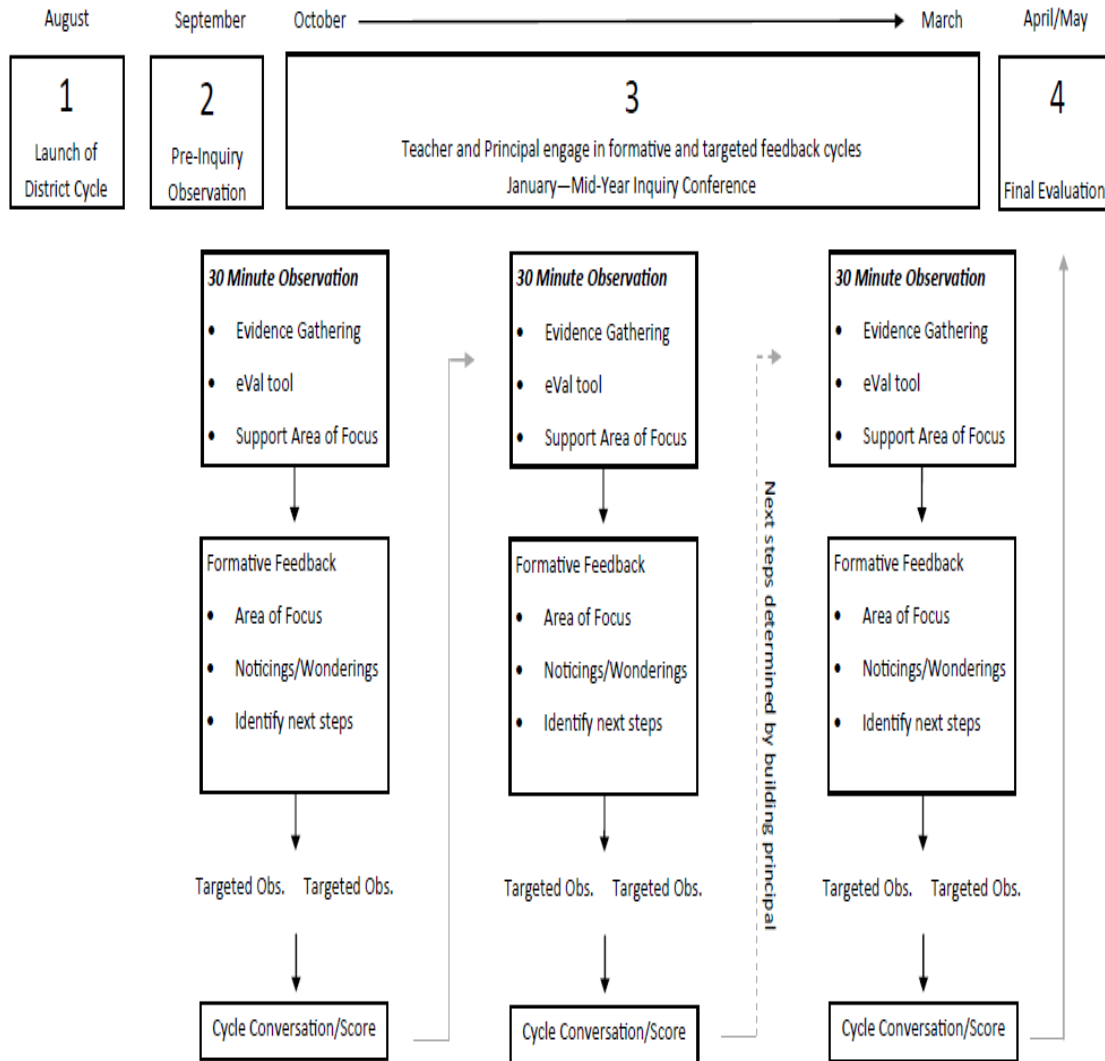 August
September
October
March
April/May
1
Launch of
District Cycle
2
Pre-Inquiry
Observation
3
Teacher and Principal engage in formative and targeted feedback cycles
January—Mid-Year Inquiry Conference
4
Final Evaluation
30 Minute Observation
• Evidence Gathering
• eVal tool
• Support Area of Focus
Formative Feedback
• Area of Focus
• Noticings/Wonderings
• Identify next steps
Targeted Obs. Targeted Obs.
Cycle Conversation/Score
30 Minute Observation
• Evidence Gathering
• eVal tool
• Support Area of Focus
Formative Feedback
• Area of Focus
• Noticings/Wonderings
• Identify next steps
Targeted Obs. Targeted Obs.
Cycle Conversation/Score
Next steps determined by building principal
30 Minute Observation
• Evidence Gathering
• eVal tool
• Support Area of Focus
Formative Feedback
• Area of Focus
• Noticings/Wonderings
• Identify next steps
Targeted Obs. Targeted Obs.
Cycle Conversation/Score